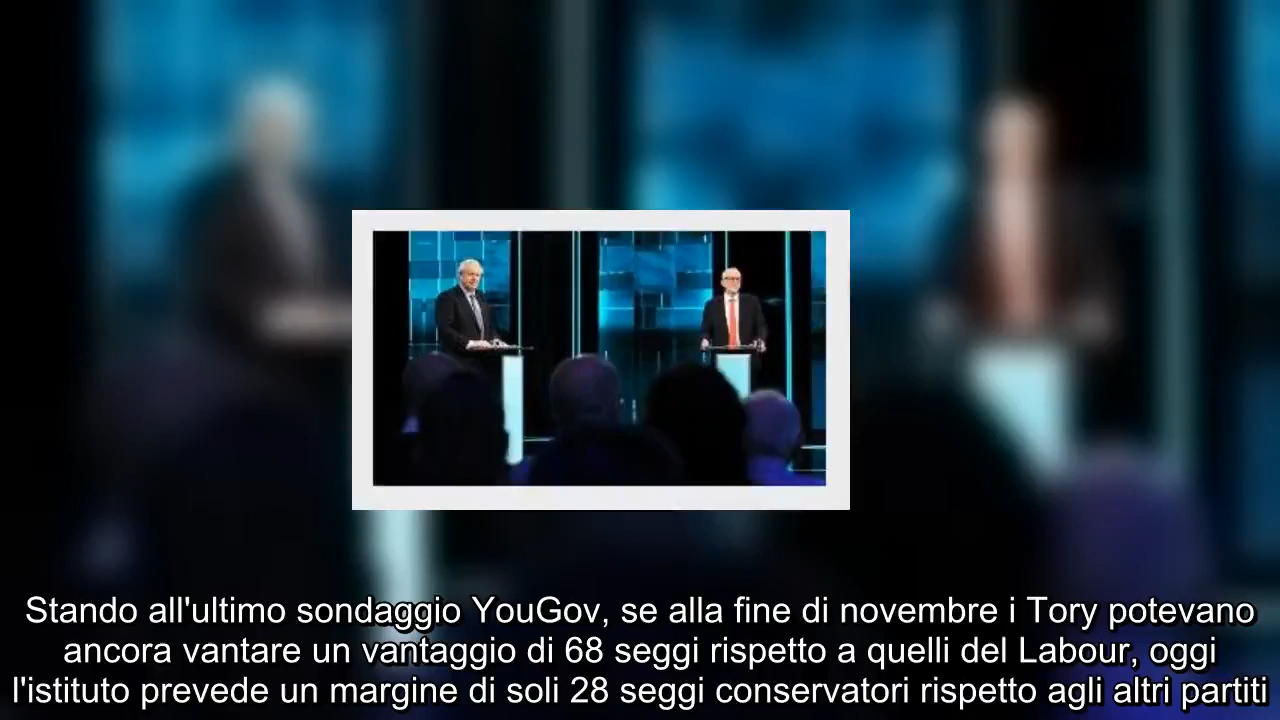 Stando all'ultimo sondaggio YouGov, se alla fine di novembre i Tory potevano
ancora vantare un vantaggio di 68 seggi rispetto a quelli del Labour, oggi
l'istituto prevede un margine di soli 28 seggi conservatori rispetto agli altri partiti